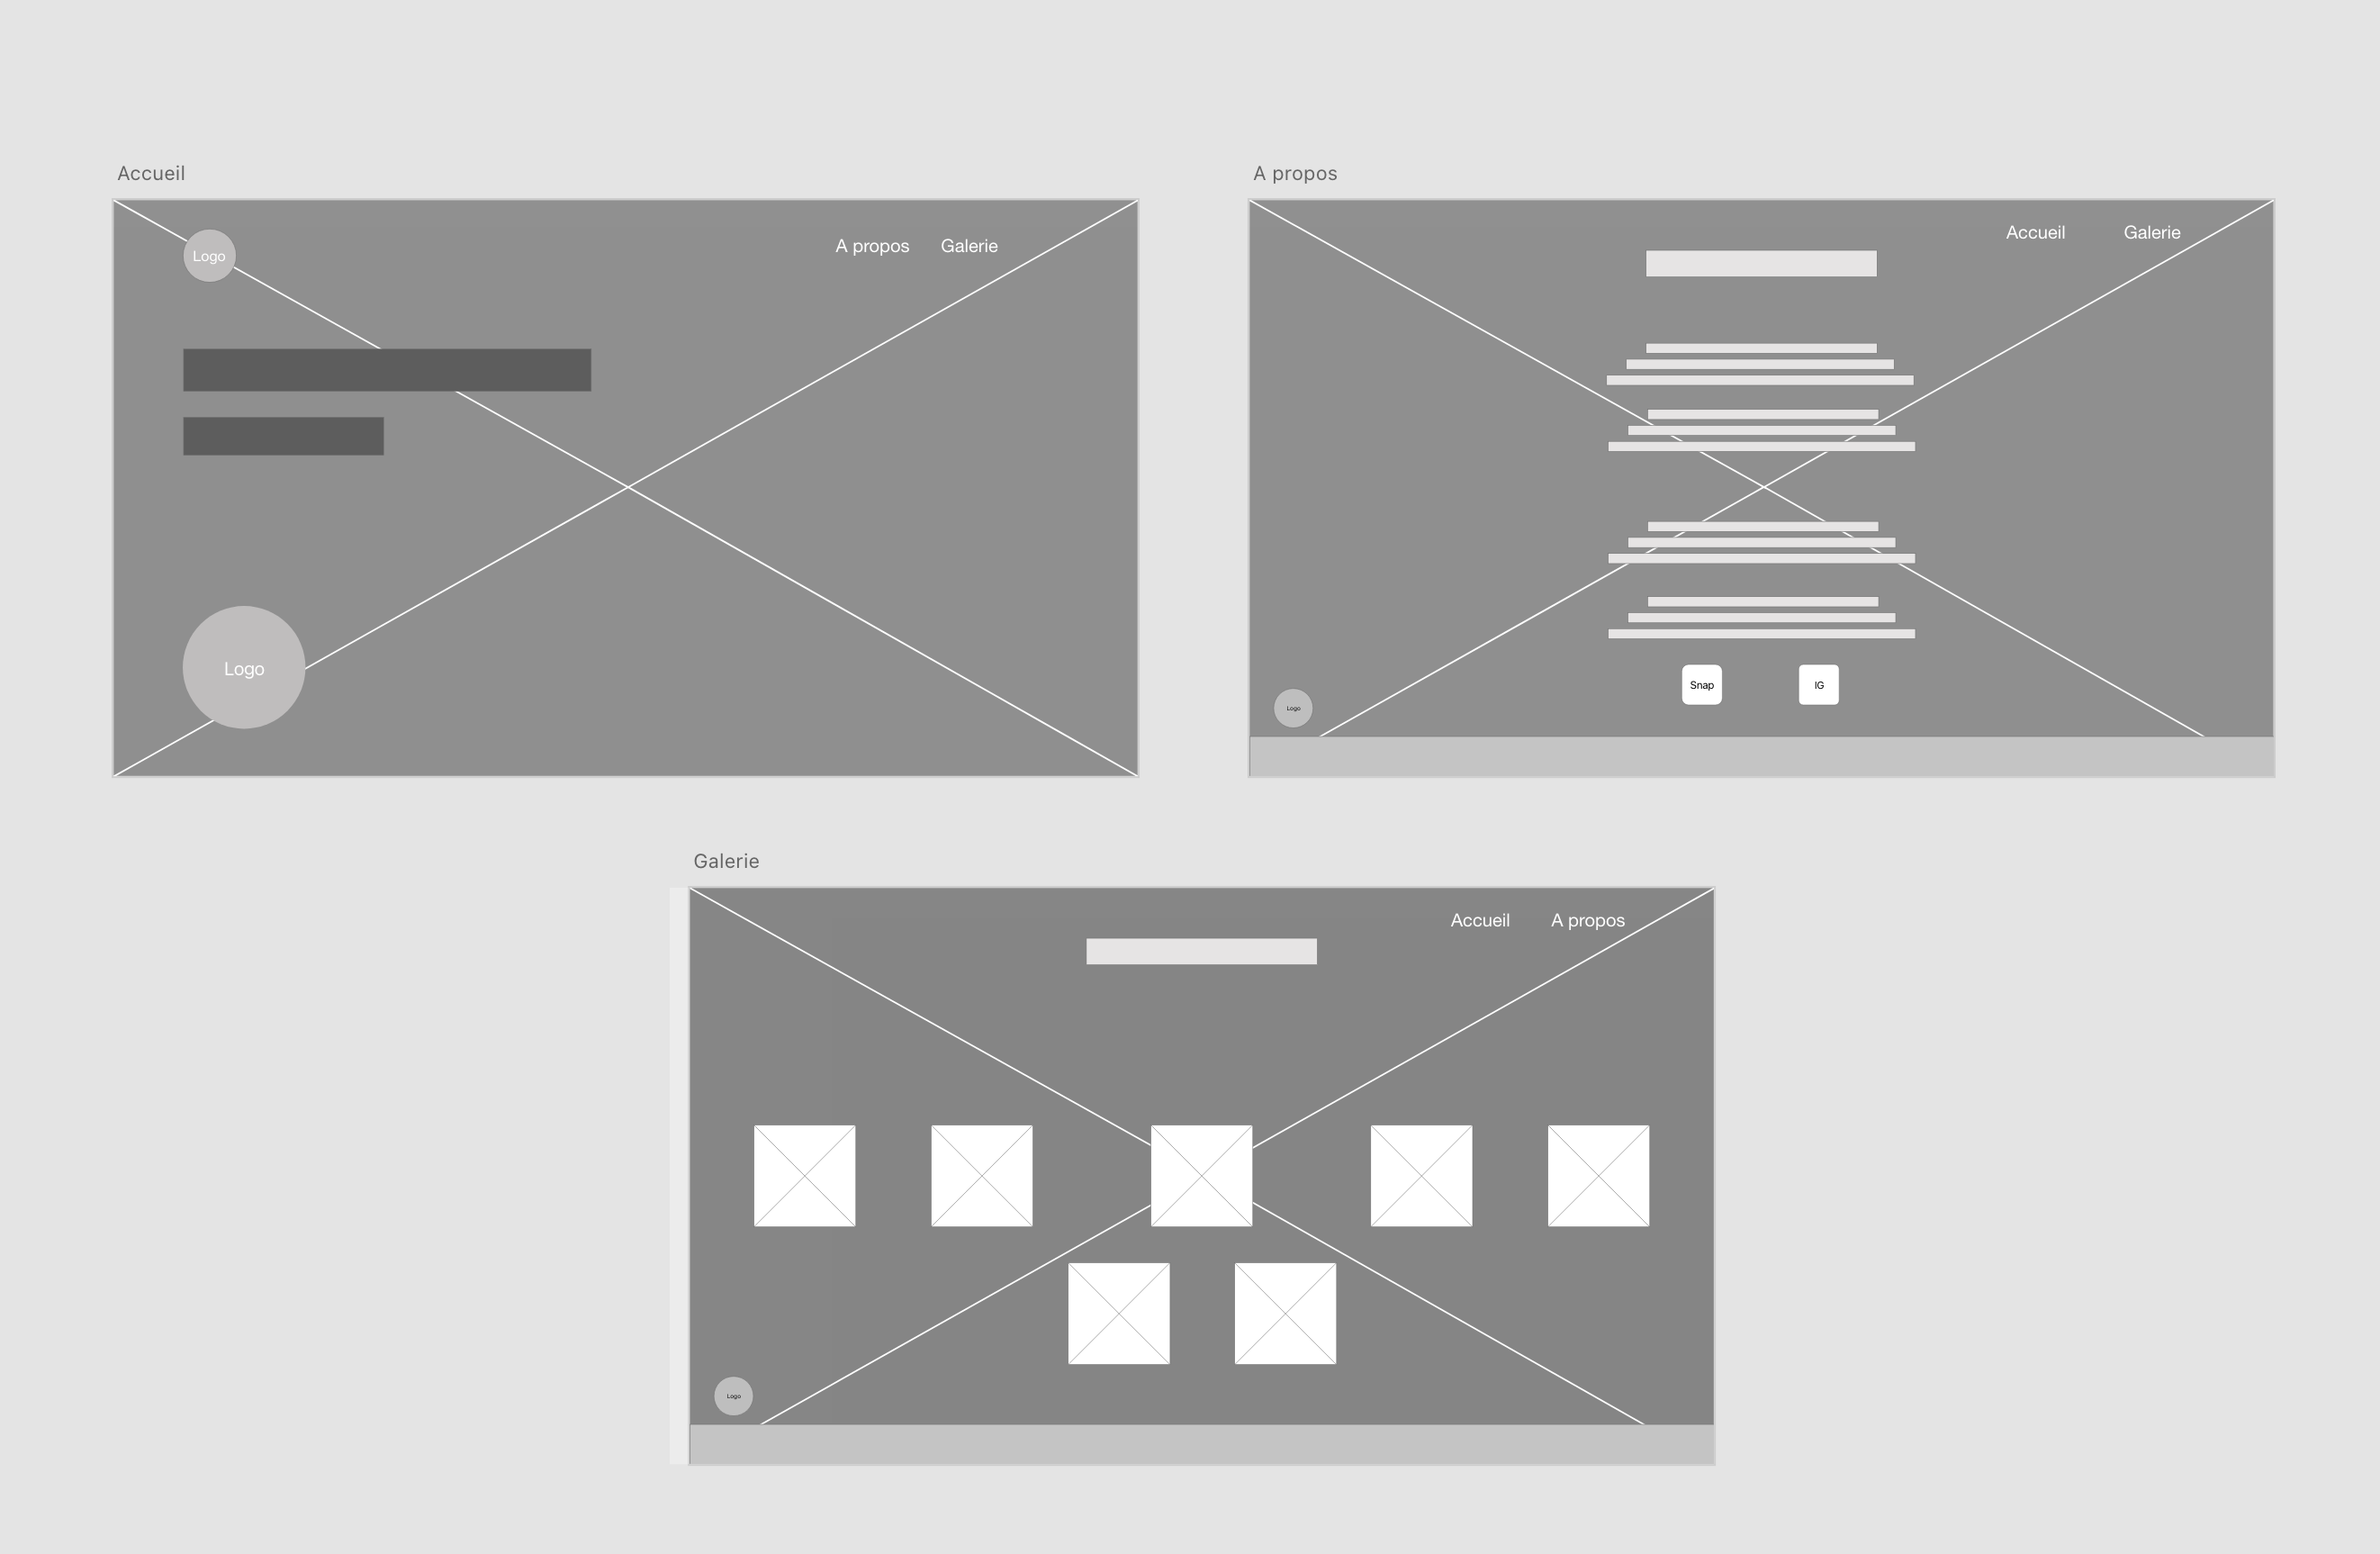 Accueil
Logo
A propos Galerie
Logo
A propos
Accueil Galerie
Snap IG
Logo
Galerie
Accueil A propos
Logo